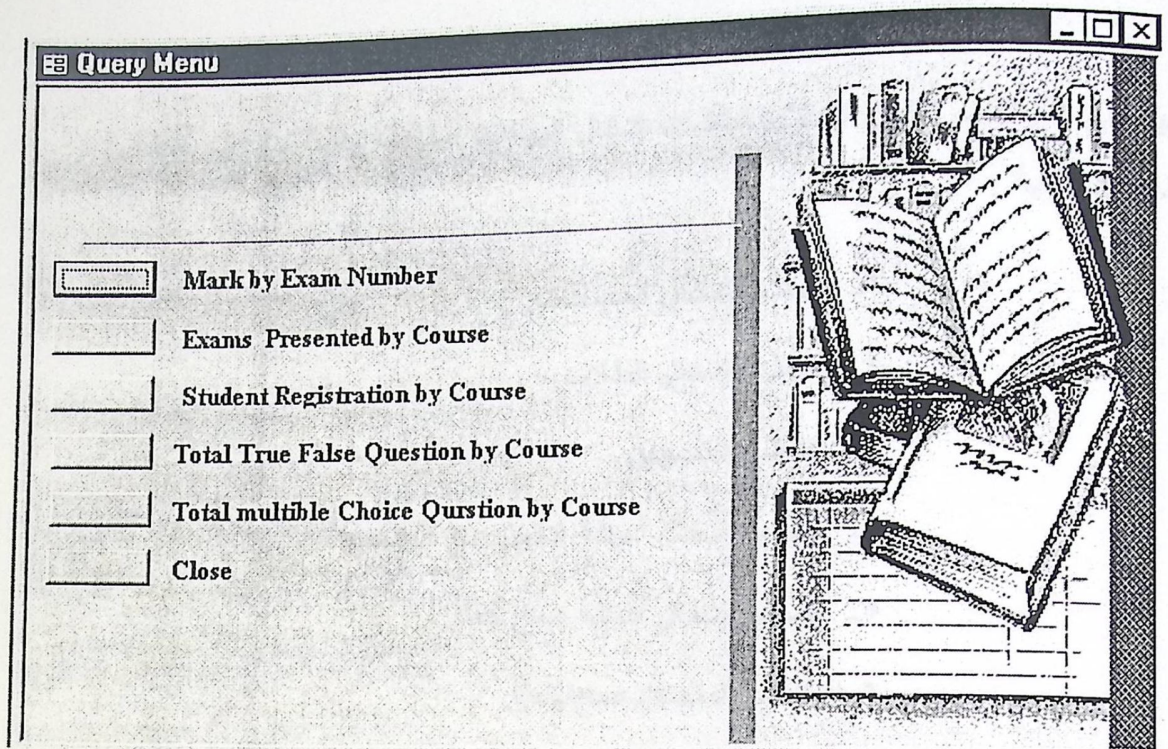 Query Menu
Mark by Exam Number
Exams Presented by Course
Student Registration by Course
Total True False Question by Course
Total multible Choice Qurstion by Course
Close